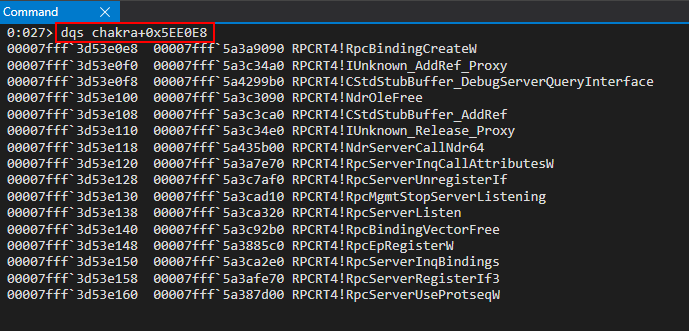 Command X
0:027> dqs chakra+0x5EE0E8
00007fff`3d53e0e8 00007fff`5a3a9090 RPCRT4!RpcBindingCreateW
00007fff`3d53e0f0 00007fff`5a3c34a0 RPCRT4!IUnknown_AddRef_Proxy
00007fff`3d53e0f8 00007fff`5a4299b0 RPCRT4!CStdStubBuffer_DebugServerQueryInterface
00007fff`3d53e100 00007fff`5a3c3090 RPCRT4!NdrOleFree
00007fff`3d53e108 00007fff`5a3c3ca0 RPCRT4!CStdStubBuffer_AddRef
00007fff`3d53e110 00007fff`5a3c34e0 RPCRT4!IUnknown_Release_Proxy
00007fff`3d53e118 00007fff`5a435b00 RPCRT4!NdrServerCallNdr64
00007fff`3d53e120 00007fff`5a3a7e70 RPCRT4!RpcServerInqCallAttributesW
00007fff`3d53e128 00007fff`5a3c7af0 RPCRT4!RpcServerUnregisterIf
00007fff`3d53e130 00007fff`5a3cad10 RPCRT4!RpcMgmtStopServerListening
00007fff`3d53e138 00007fff`5a3ca320 RPCRT4!RpcServerListen
00007fff`3d53e140 00007fff`5a3c92b0 RPCRT4!RpcBindingVectorFree
00007fff`3d53e148 00007fff`5a3885c0 RPCRT4!RpcEpRegisterW
00007fff`3d53e150 00007fff`5a3ca2e0 RPCRT4!RpcServerInqBindings
00007fff`3d53e158 00007fff`5a3afe70 RPCRT4!RpcServerRegisterIf3
00007fff`3d53e160 00007fff`5a387d00 RPCRT4!RpcServerUseProtseqW